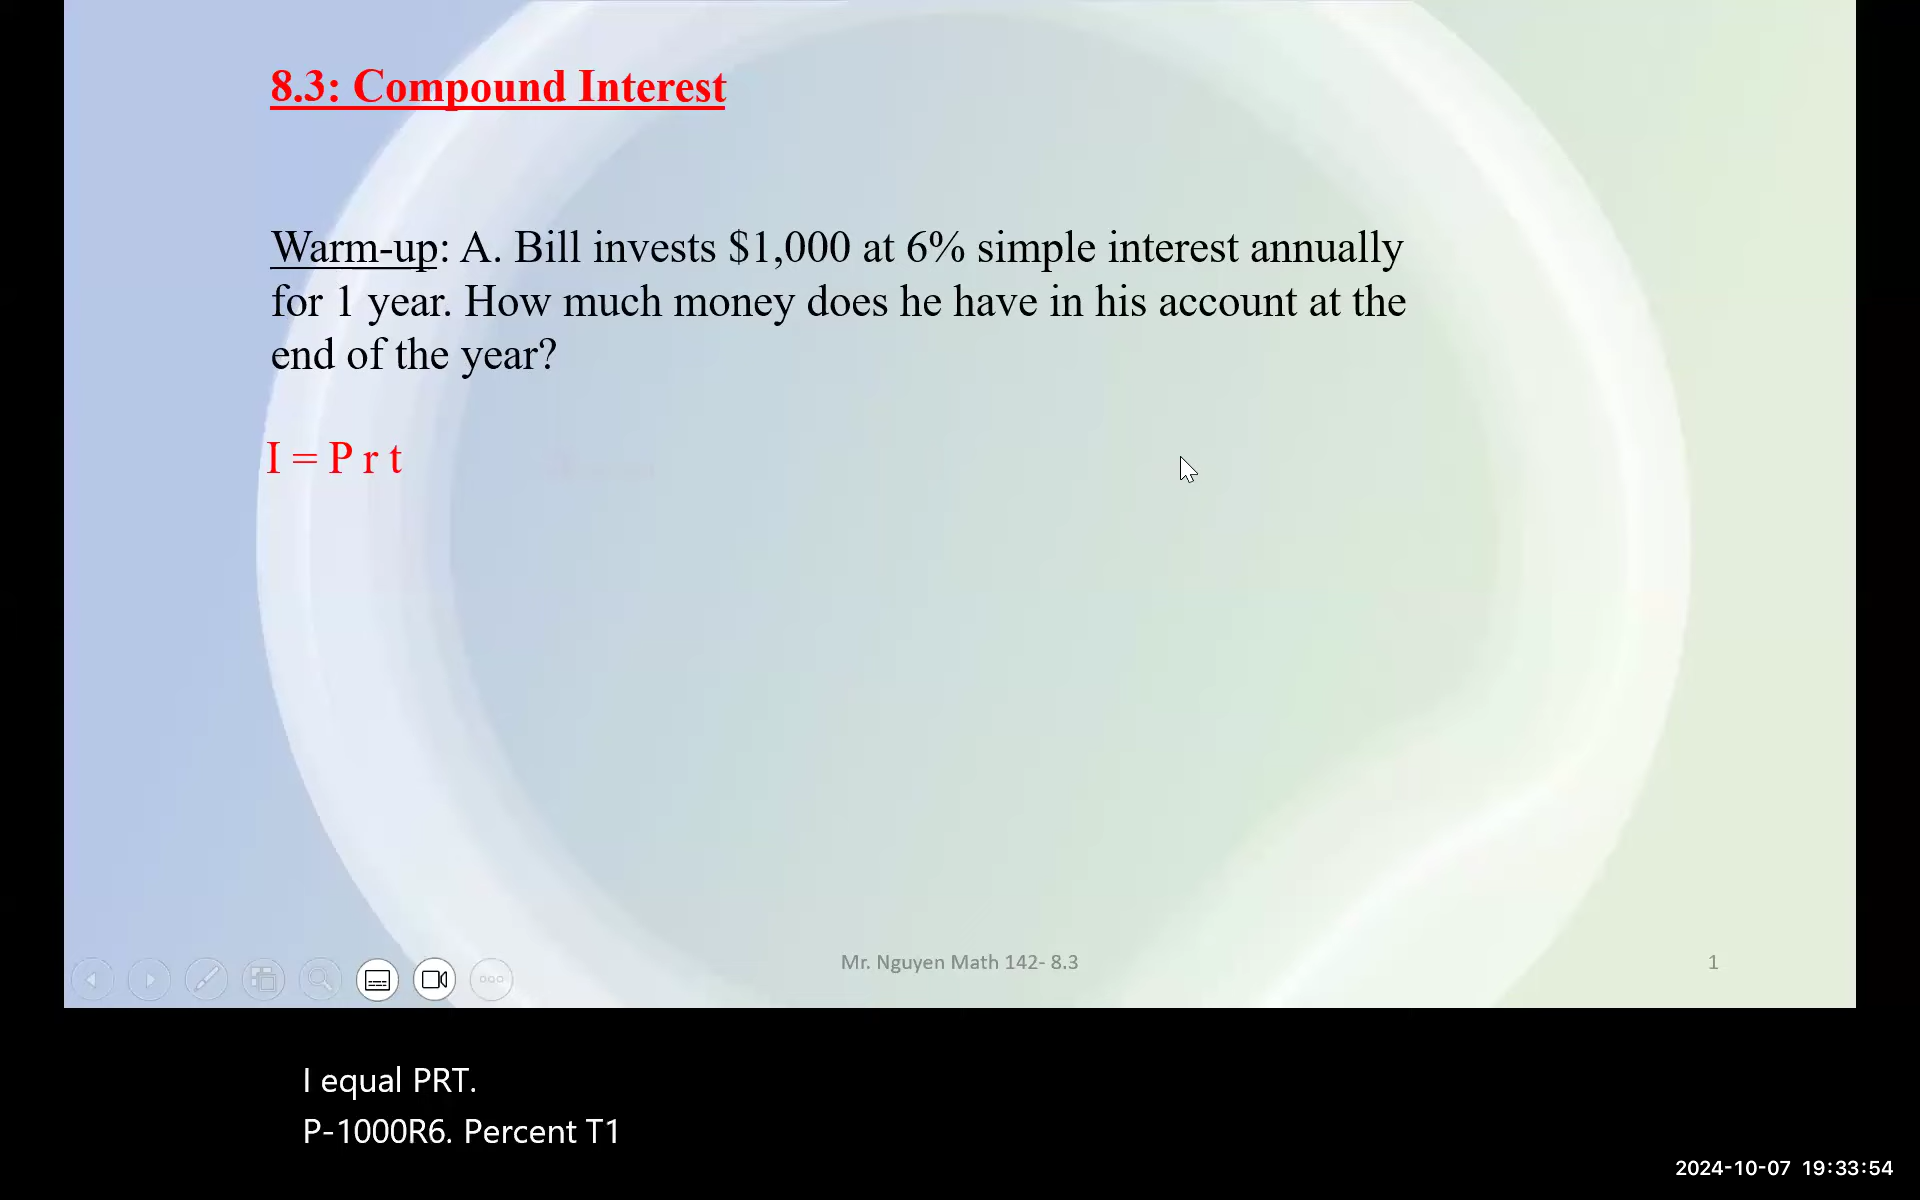 8.3: Compound Interest
Warm-up: A. Bill invests $1,000 at 6% simple interest annually
for 1 year. How much money does he have in his account at the
end of the year?
I = P r t
Mr. Nguyen Math 142- 8.3
1
I equal PRT.
P-1000R6. Percent T1
2024-10-07 19:33:54